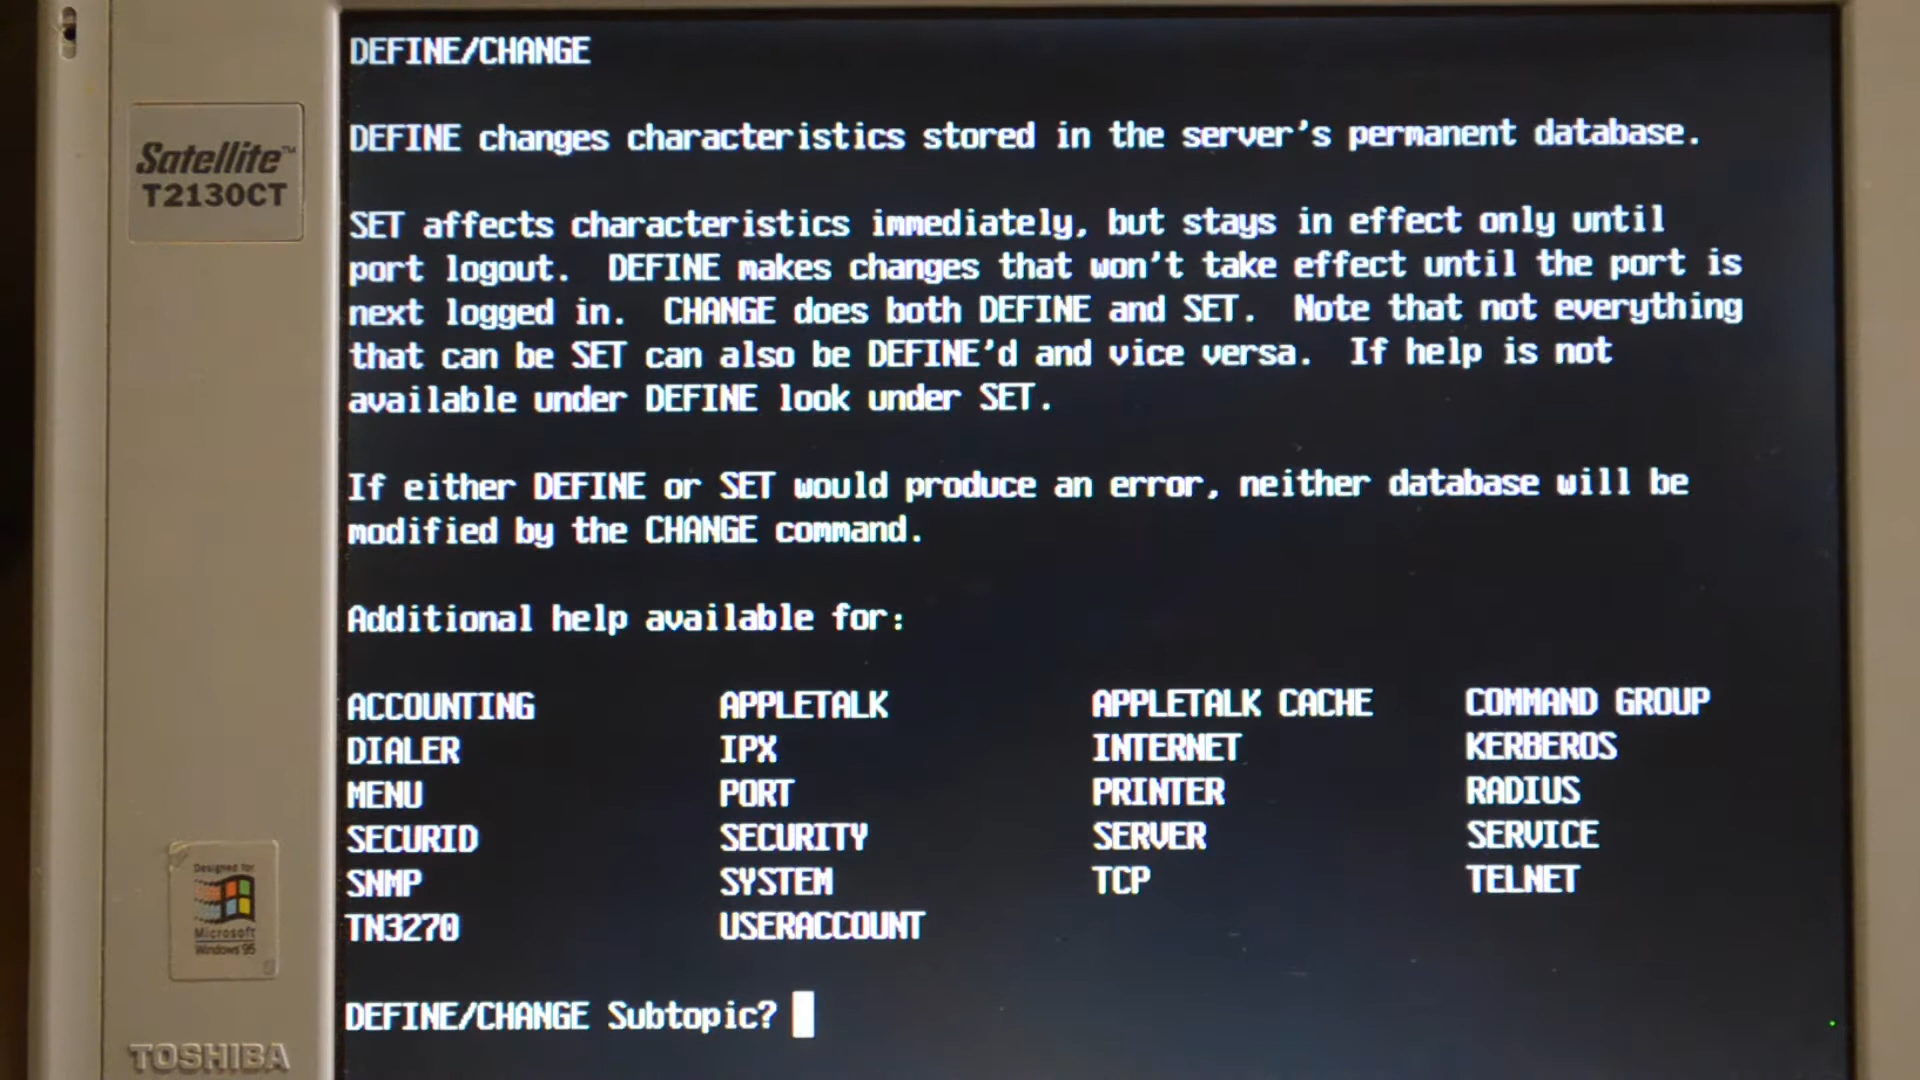 DEFINE/CHANGE
DEFINE changes characteristics stored in the server's permanent database.
SET affects characteristics immediately, but stays in effect only until
port logout.  DEFINE makes changes that won't take effect until the port is
next logged in.  CHANGE does both DEFINE and SET.  Note that not everything
that can be SET can also be DEFINE'd and vice versa.  If help is not
available under DEFINE look under SET.
If either DEFINE or SET would produce an error, neither database will be
modified by the CHANGE command.
Additional help available for:
ACCOUNTING APPLETALK APPLETALK CACHE COMMAND GROUP
DIALER IPX INTERNET KERBEROS
MENU PORT PRINTER RADIUS
SECURID SECURITY SERVER SERVICE
SNMP SYSTEM TCP TELNET
TN3270 USERACCOUNT
DEFINE/CHANGE Subtopic?
Satellite™
T2130CT
Designed for
Microsoft
Windows 95
TOSHIBA